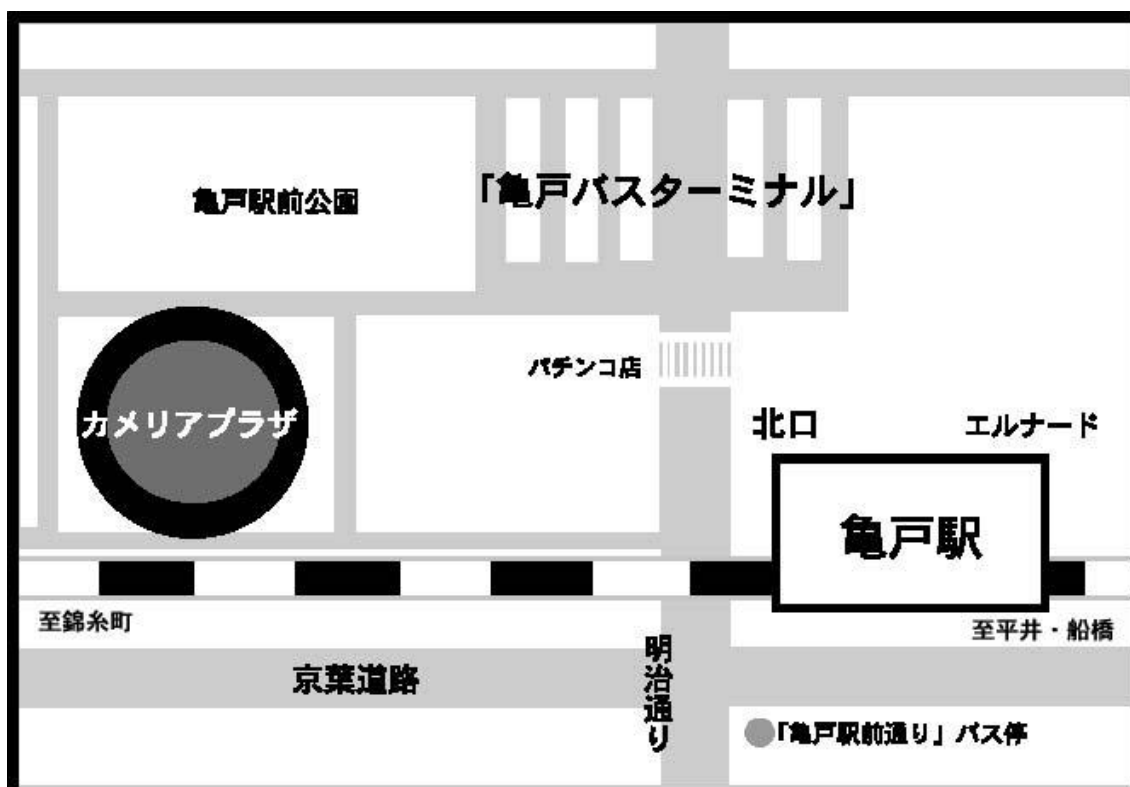 亀戸駅前公園
「亀戸バスターミナル」
パチンコ店
カメリアプラザ
北口
エルナード
亀戸駅
至錦糸町
至平井・船橋
京葉道路
明治通り
「亀戸駅前通り」バス停